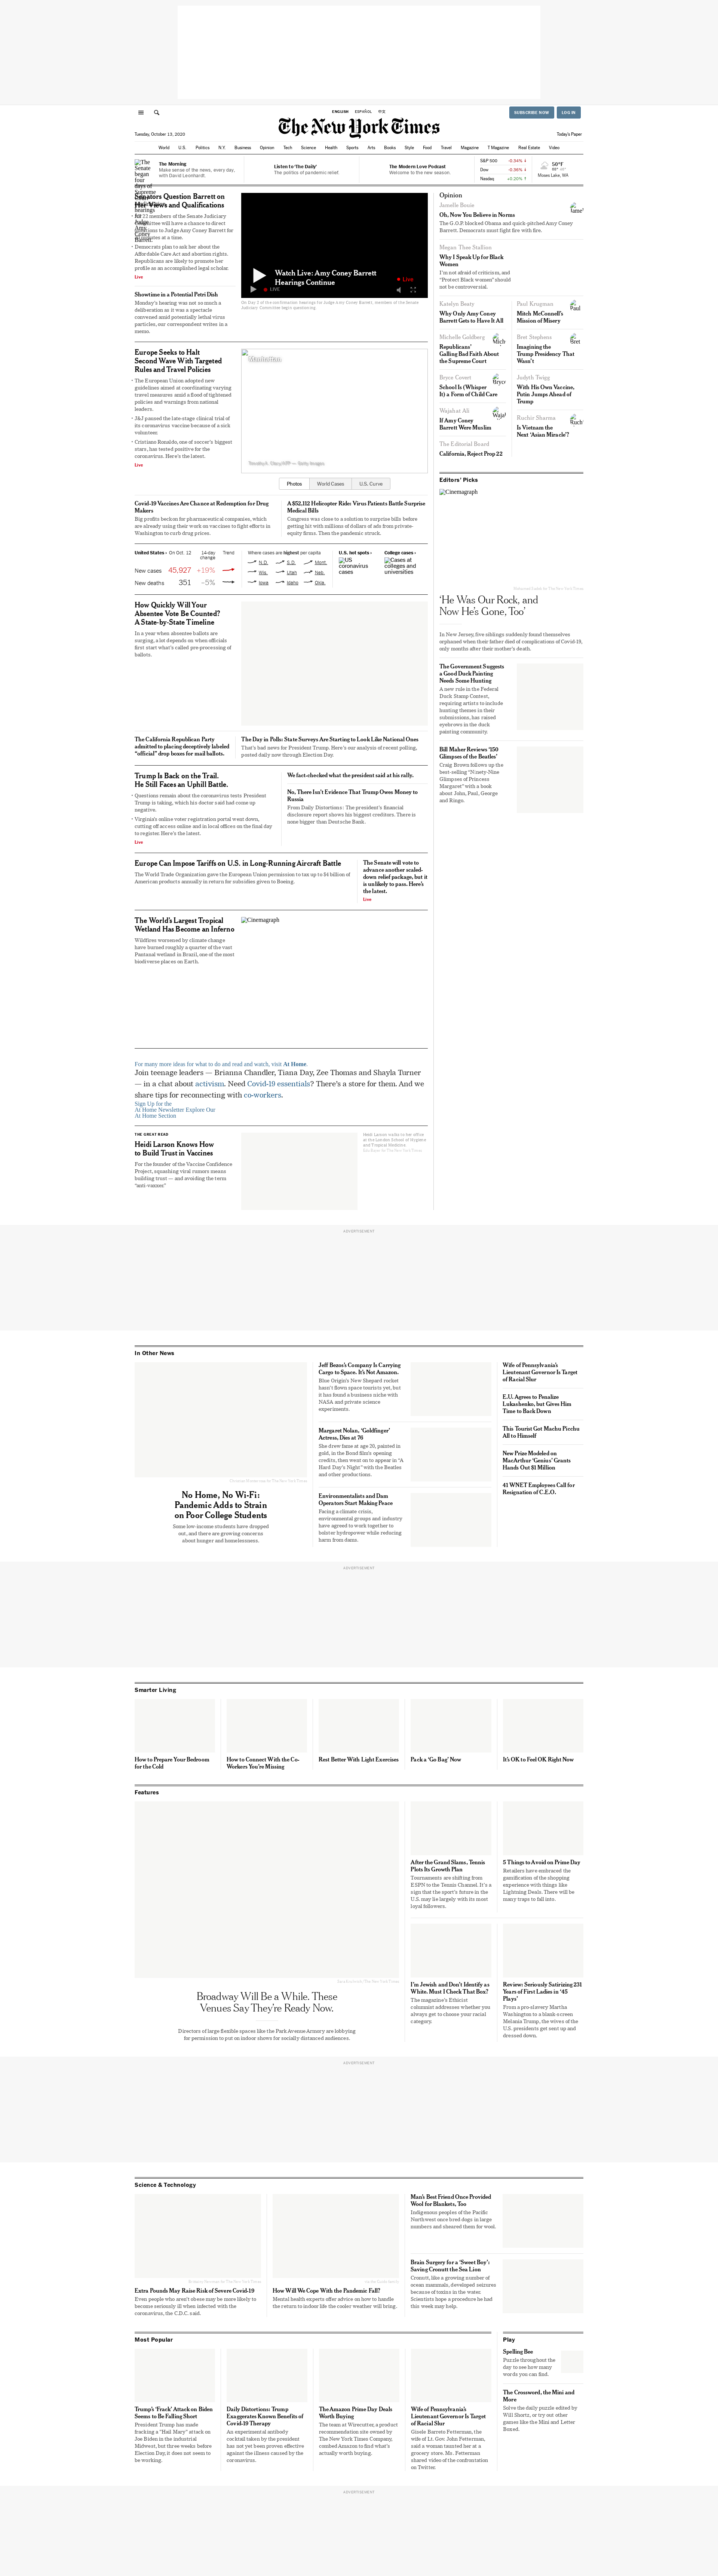 ENGLISH ESPAÑOL 中文
SUBSCRIBE NOW LOG IN
The New York Times
Tuesday, October 13, 2020
Today's Paper
World U.S. Politics N.Y. Business Opinion Tech Science Health Sports Arts Books Style Food Travel Magazine T Magazine Real Estate Video
The Morning
Make sense of the news, every day, with David Leonhardt.
Listen to 'The Daily'
The politics of pandemic relief.
The Modern Love Podcast
Welcome to the new season.
S&P 500 -0.34%
Dow -0.36%
Nasdaq +0.20%
50°F
Moses Lake, WA
Senators Question Barrett on
Her Views and Qualifications
All 22 members of the Senate Judiciary
Committee will have a chance to direct
questions to Judge Amy Coney Barrett for
30 minutes at a time.
Democrats plan to ask her about the
Affordable Care Act and abortion rights.
Republicans are likely to promote her
profile as an accomplished legal scholar.
Live
Showtime in a Potential Petri Dish
Monday's hearing was not so much a
deliberation as it was a spectacle
conveyed amid potentially lethal virus
particles, our correspondent writes in a
memo.
Watch Live: Amy Coney Barrett
Hearings Continue
Live
LIVE
On Day 2 of the confirmation hearings for Judge Amy Coney Barrett, members of the Senate
Judiciary Committee began questioning.
Europe Seeks to Halt
Second Wave With Targeted
Rules and Travel Policies
The European Union adopted new
guidelines aimed at coordinating varying
travel measures amid a flood of tightened
policies and warnings from national
leaders.
J&J paused the late-stage clinical trial of
its coronavirus vaccine because of a sick
volunteer.
Cristiano Ronaldo, one of soccer's biggest
stars, has tested positive for the
coronavirus. Here's the latest.
Live
Manhattan
Timothy A. Clary/AFP — Getty Images
Photos World Cases U.S. Curve
Covid-19 Vaccines Are Chance at Redemption for Drug
Makers
Big profits beckon for pharmaceutical companies, which
are already using their work on vaccines to fight efforts in
Washington to curb drug prices.
A $52,112 Helicopter Ride: Virus Patients Battle Surprise
Medical Bills
Congress was close to a solution to surprise bills before
getting hit with millions of dollars of ads from private-
equity firms. Then the pandemic struck.
United States › On Oct. 12 14-day
change Trend
New cases 45,927 +19%
New deaths 351 –5%
Where cases are highest per capita
N.D. S.D. Mont.
Wis. Utah Neb.
Iowa Idaho Okla.
U.S. hot spots ›
US
coronavirus
cases
College cases ›
Cases at
colleges and
universities
How Quickly Will Your
Absentee Vote Be Counted?
A State-by-State Timeline
In a year when absentee ballots are
surging, a lot depends on when officials
first start what's called pre-processing of
ballots.
The California Republican Party
admitted to placing deceptively labeled
"official" drop boxes for mail ballots.
The Day in Polls: State Surveys Are Starting to Look Like National Ones
That's bad news for President Trump. Here's our analysis of recent polling,
posted daily now through Election Day.
Trump Is Back on the Trail.
He Still Faces an Uphill Battle.
Questions remain about the coronavirus tests President
Trump is taking, which his doctor said had come up
negative.
Virginia's online voter registration portal went down,
cutting off access online and in local offices on the final day
to register. Here's the latest.
Live
We fact-checked what the president said at his rally.
No, There Isn't Evidence That Trump Owes Money to
Russia
From Daily Distortions: The president's financial
disclosure report shows his biggest creditors. There is
none bigger than Deutsche Bank.
Europe Can Impose Tariffs on U.S. in Long-Running Aircraft Battle
The World Trade Organization gave the European Union permission to tax up to $4 billion of
American products annually in return for subsidies given to Boeing.
The Senate will vote to
advance another scaled-
down relief package, but it
is unlikely to pass. Here's
the latest.
Live
The World's Largest Tropical
Wetland Has Become an Inferno
Wildfires worsened by climate change
have burned roughly a quarter of the vast
Pantanal wetland in Brazil, one of the most
biodiverse places on Earth.
Cinemagraph
For many more ideas for what to do and read and watch, visit At Home.
Join teenage leaders — Brianna Chandler, Tiana Day, Zee Thomas and Shayla Turner
— in a chat about activism. Need Covid-19 essentials? There's a store for them. And we
share tips for reconnecting with co-workers.
Sign Up for the
At Home Newsletter Explore Our
At Home Section
THE GREAT READ
Heidi Larson Knows How
to Build Trust in Vaccines
For the founder of the Vaccine Confidence
Project, squashing viral rumors means
building trust — and avoiding the term
"anti-vaxxer."
Heidi Larson walks to her office
at the London School of Hygiene
and Tropical Medicine.
Opinion
Jamelle Bouie
Oh, Now You Believe in Norms
The G.O.P. blocked Obama and quick-pitched Amy Coney
Barrett. Democrats must fight fire with fire.
Megan Thee Stallion
Why I Speak Up for Black
Women
I'm not afraid of criticism, and
"Protect Black women" should
not be controversial.
Katelyn Beaty
Why Only Amy Coney
Barrett Gets to Have It All
Paul Krugman
Mitch McConnell's
Mission of Misery
Michelle Goldberg
Republicans'
Galling Bad Faith About
the Supreme Court
Bret Stephens
Imagining the
Trump Presidency That
Wasn't
Bryce Covert
School Is (Whisper
It) a Form of Child Care
Judyth Twigg
With His Own Vaccine,
Putin Jumps Ahead of
Trump
Wajahat Ali
If Amy Coney
Barrett Were Muslim
Ruchir Sharma
Is Vietnam the
Next 'Asian Miracle'?
The Editorial Board
California, Reject Prop 22
Editors' Picks
Cinemagraph
'He Was Our Rock, and
Now He's Gone, Too'
In New Jersey, five siblings suddenly found themselves
orphaned when their father died of complications of Covid-19,
only months after their mother's death.
The Government Suggests
a Good Duck Painting
Needs Some Hunting
A new rule in the Federal
Duck Stamp Contest,
requiring artists to include
hunting themes in their
submissions, has raised
eyebrows in the duck
painting community.
Bill Maher Reviews '150
Glimpses of the Beatles'
Craig Brown follows up the
best-selling "Ninety-Nine
Glimpses of Princess
Margaret" with a book
about John, Paul, George
and Ringo.
ADVERTISEMENT
In Other News
No Home, No Wi-Fi:
Pandemic Adds to Strain
on Poor College Students
Some low-income students have dropped
out, and there are growing concerns
about hunger and homelessness.
Jeff Bezos's Company Is Carrying
Cargo to Space. It's Not Amazon.
Blue Origin's New Shepard rocket
hasn't flown space tourists yet, but
it has found a business niche with
NASA and private science
experiments.
Margaret Nolan, 'Goldfinger'
Actress, Dies at 76
She drew fame at age 20, painted in
gold, in the Bond film's opening
credits, then went on to appear in "A
Hard Day's Night" with the Beatles
and other productions.
Environmentalists and Dam
Operators Start Making Peace
Facing a climate crisis,
environmental groups and industry
have agreed to work together to
bolster hydropower while reducing
harm from dams.
Wife of Pennsylvania's
Lieutenant Governor Is Target
of Racial Slur
E.U. Agrees to Penalize
Lukashenko, but Gives Him
Time to Back Down
This Tourist Got Machu Picchu
All to Himself
New Prize Modeled on
MacArthur 'Genius' Grants
Hands Out $1 Million
41 WNET Employees Call for
Resignation of C.E.O.
ADVERTISEMENT
Smarter Living
How to Prepare Your Bedroom
for the Cold
How to Connect With the Co-
Workers You're Missing
Rest Better With Light Exercises
Pack a 'Go Bag' Now
It's OK to Feel OK Right Now
Features
Broadway Will Be a While. These
Venues Say They're Ready Now.
Directors of large flexible spaces like the Park Avenue Armory are lobbying
for permission to put on indoor shows for socially distanced audiences.
After the Grand Slams, Tennis
Plots Its Growth Plan
Tournaments are shifting from
ESPN to the Tennis Channel. It's a
sign that the sport's future in the
U.S. may lie largely with its most
loyal followers.
5 Things to Avoid on Prime Day
Retailers have embraced the
gamification of the shopping
experience with things like
Lightning Deals. There will be
many traps to fall into.
I'm Jewish and Don't Identify as
White. Must I Check That Box?
The magazine's Ethicist
columnist addresses whether you
always get to choose your racial
category.
Review: Seriously Satirizing 231
Years of First Ladies in '45
Plays'
From a pro-slavery Martha
Washington to a blank screen
Melania Trump, the wives of the
U.S. presidents get sent up and
dressed down.
ADVERTISEMENT
Science & Technology
Extra Pounds May Raise Risk of Severe Covid-19
Even people who aren't obese may be more likely to
become seriously ill when infected with the
coronavirus, the C.D.C. said.
How Will We Cope With the Pandemic Fall?
Mental health experts offer advice on how to handle
the return to indoor life the cooler weather will bring.
Man's Best Friend Once Provided
Wool for Blankets, Too
Indigenous peoples of the Pacific
Northwest once bred dogs in large
numbers and sheared them for wool.
Brain Surgery for a 'Sweet Boy':
Saving Cronutt the Sea Lion
Cronutt, like a growing number of
ocean mammals, developed seizures
because of toxins in the water.
Scientists hope a procedure he had
this week may help.
Most Popular
Trump's 'Frack' Attack on Biden
Seems to Be Falling Short
President Trump has made
fracking a "Hail Mary" attack on
Joe Biden in the industrial
Midwest, but three weeks before
Election Day, it does not seem to
be working.
Daily Distortions: Trump
Exaggerates Known Benefits of
Covid-19 Therapy
An experimental antibody
cocktail taken by the president
has not yet been proven effective
against the illness caused by the
coronavirus.
The Amazon Prime Day Deals
Worth Buying
The team at Wirecutter, a product
recommendation site owned by
The New York Times Company,
combed Amazon to find what's
actually worth buying.
Wife of Pennsylvania's
Lieutenant Governor Is Target
of Racial Slur
Gisele Barreto Fetterman, the
wife of Lt. Gov. John Fetterman,
said a woman taunted her at a
grocery store. Ms. Fetterman
shared video of the confrontation
on Twitter.
Play
Spelling Bee
Puzzle throughout the
day to see how many
words you can find.
The Crossword, the Mini and
More
Solve the daily puzzle edited by
Will Shortz, or try out other
games like the Mini and Letter
Boxed.
ADVERTISEMENT